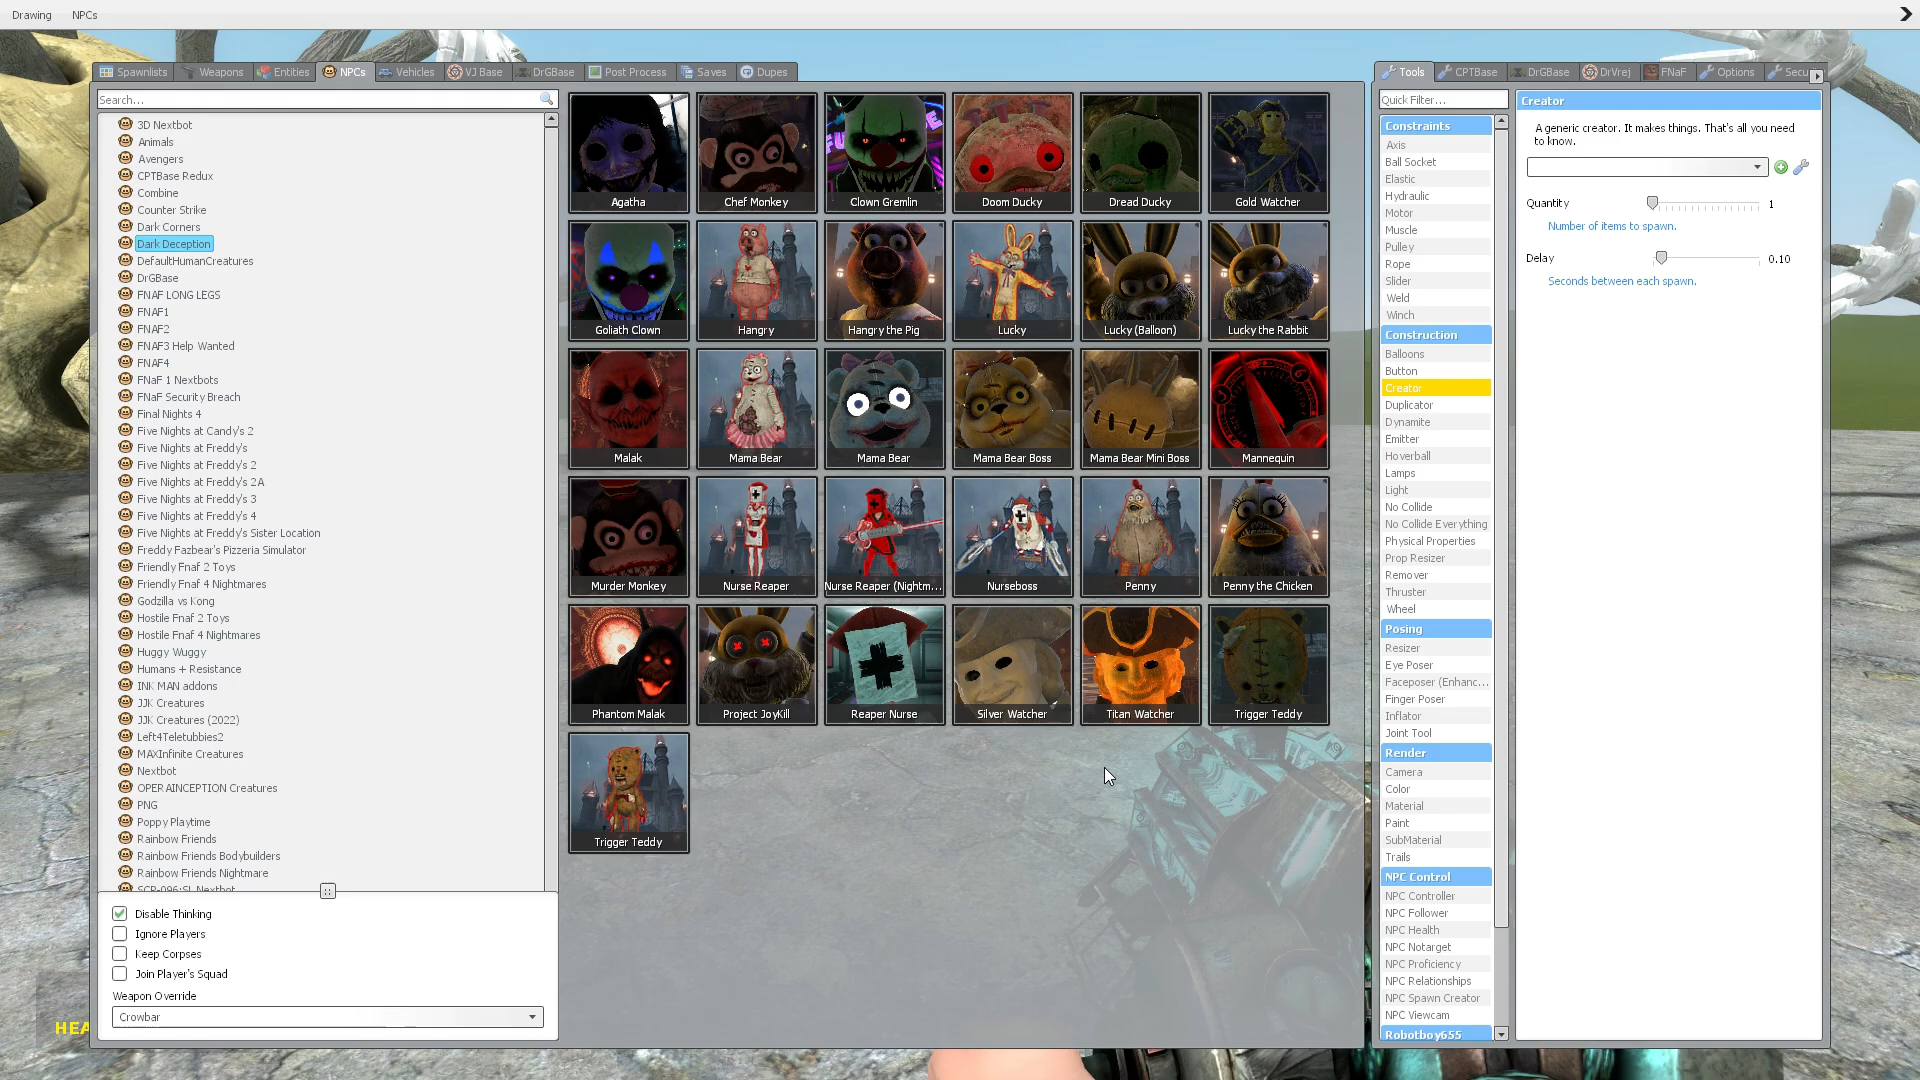 Drawing NPCs
Spawnlists Weapons Entities NPCs Vehicles VJ Base DrGBase Post Process Saves Dupes
Search...
3D Nextbot
Animals
Avengers
CPTBase Redux
Combine
Counter Strike
Dark Corners
Dark Deception
DefaultHumanCreatures
DrGBase
FNAF LONG LEGS
FNAF1
FNAF2
FNAF3 Help Wanted
FNAF4
FNaF 1 Nextbots
FNaF Security Breach
Final Nights 4
Five Nights at Candy's 2
Five Nights at Freddy's
Five Nights at Freddy's 2
Five Nights at Freddy's 2A
Five Nights at Freddy's 3
Five Nights at Freddy's 4
Five Nights at Freddy's Sister Location
Freddy Fazbear's Pizzeria Simulator
Friendly Fnaf 2 Toys
Friendly Fnaf 4 Nightmares
Godzilla vs Kong
Hostile Fnaf 2 Toys
Hostile Fnaf 4 Nightmares
Huggy Wuggy
Humans + Resistance
INK MAN addons
JJK Creatures
JJK Creatures (2022)
Left4Teletubbies2
MAXInfinite Creatures
Nextbot
OPERAINCEPTION Creatures
PNG
Poppy Playtime
Rainbow Friends
Rainbow Friends Bodybuilders
Rainbow Friends Nightmare
SCP-096:SL Nextbot
Disable Thinking
Ignore Players
Keep Corpses
Join Player's Squad
Weapon Override
Crowbar
HEA
Agatha Chef Monkey Clown Gremlin Doom Ducky Dread Ducky Gold Watcher
Goliath Clown Hangry Hangry the Pig Lucky Lucky (Balloon) Lucky the Rabbit
Malak Mama Bear Mama Bear Mama Bear Boss Mama Bear Mini Boss Mannequin
Murder Monkey Nurse Reaper Nurse Reaper (Nightm... Nurseboss Penny Penny the Chicken
Phantom Malak Project JoyKill Reaper Nurse Silver Watcher Titan Watcher Trigger Teddy
Trigger Teddy
Tools CPTBase DrGBase DrVrej FNaF Options Secu
Quick Filter...
Constraints
Axis
Ball Socket
Elastic
Hydraulic
Motor
Muscle
Pulley
Rope
Slider
Weld
Winch
Construction
Balloons
Button
Creator
Duplicator
Dynamite
Emitter
Hoverball
Lamps
Light
No Collide
No Collide Everything
Physical Properties
Prop Resizer
Remover
Thruster
Wheel
Posing
Resizer
Eye Poser
Faceposer (Enhanc...
Finger Poser
Inflator
Joint Tool
Render
Camera
Color
Material
Paint
SubMaterial
Trails
NPC Control
NPC Controller
NPC Follower
NPC Health
NPC Notarget
NPC Proficiency
NPC Relationships
NPC Spawn Creator
NPC Viewcam
Robotboy655
Creator
A generic creator. It makes things. That's all you need
to know.
Quantity 1
Number of items to spawn.
Delay 0.10
Seconds between each spawn.